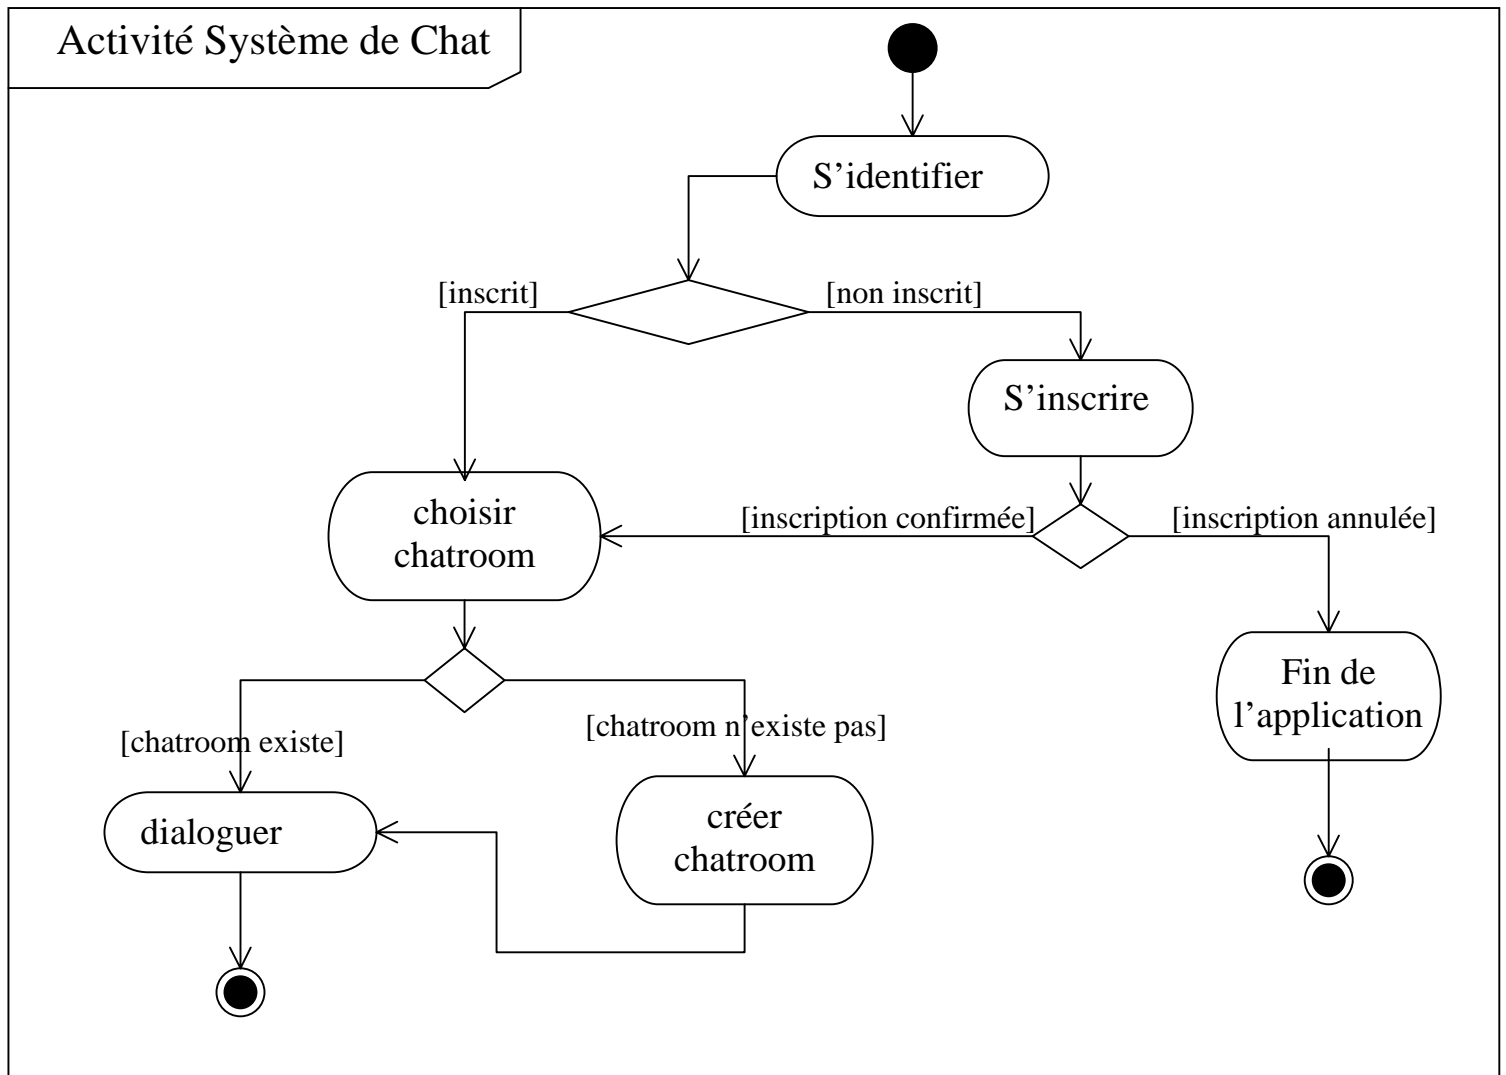 Activité Système de Chat
S’identifier
[inscrit]
[non inscrit]
S’inscrire
choisir
chatroom
[inscription confirmée]
[inscription annulée]
Fin de
l’application
[chatroom existe]
[chatroom n’existe pas]
dialoguer
créer
chatroom